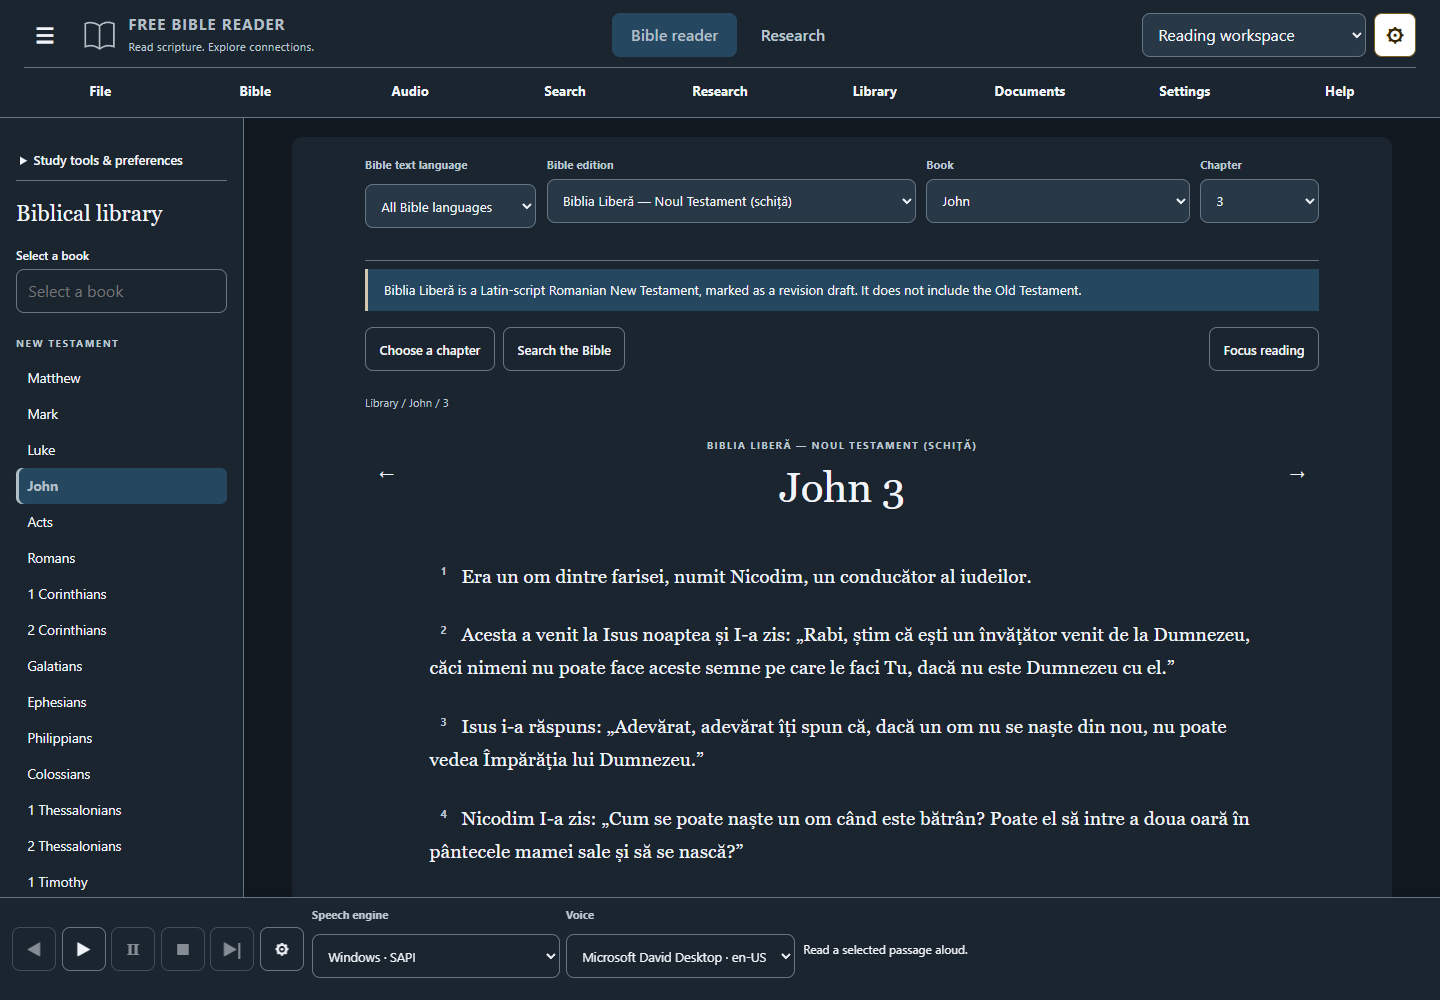 FREE BIBLE READER
Read scripture. Explore connections.
Bible reader
Research
Reading workspace
File
Bible
Audio
Search
Research
Library
Documents
Settings
Help
Study tools & preferences
Biblical library
Select a book
Select a book
NEW TESTAMENT
Matthew
Mark
Luke
John
Acts
Romans
1 Corinthians
2 Corinthians
Galatians
Ephesians
Philippians
Colossians
1 Thessalonians
2 Thessalonians
1 Timothy
Bible text language
All Bible languages
Bible edition
Biblia Liberă — Noul Testament (schiță)
Book
John
Chapter
3
Biblia Liberă is a Latin-script Romanian New Testament, marked as a revision draft. It does not include the Old Testament.
Choose a chapter
Search the Bible
Focus reading
Library / John / 3
BIBLIA LIBERĂ — NOUL TESTAMENT (SCHIȚĂ)
←
John 3
→
1 Era un om dintre farisei, numit Nicodim, un conducător al iudeilor.
2 Acesta a venit la Isus noaptea și I-a zis: „Rabi, știm că ești un învățător venit de la Dumnezeu,
căci nimeni nu poate face aceste semne pe care le faci Tu, dacă nu este Dumnezeu cu el.”
3 Isus i-a răspuns: „Adevărat, adevărat îți spun că, dacă un om nu se naște din nou, nu poate
vedea Împărăția lui Dumnezeu.”
4 Nicodim I-a zis: „Cum se poate naște un om când este bătrân? Poate el să intre a doua oară în
pântecele mamei sale și să se nască?”
Speech engine
Windows · SAPI
Voice
Microsoft David Desktop · en-US
Read a selected passage aloud.